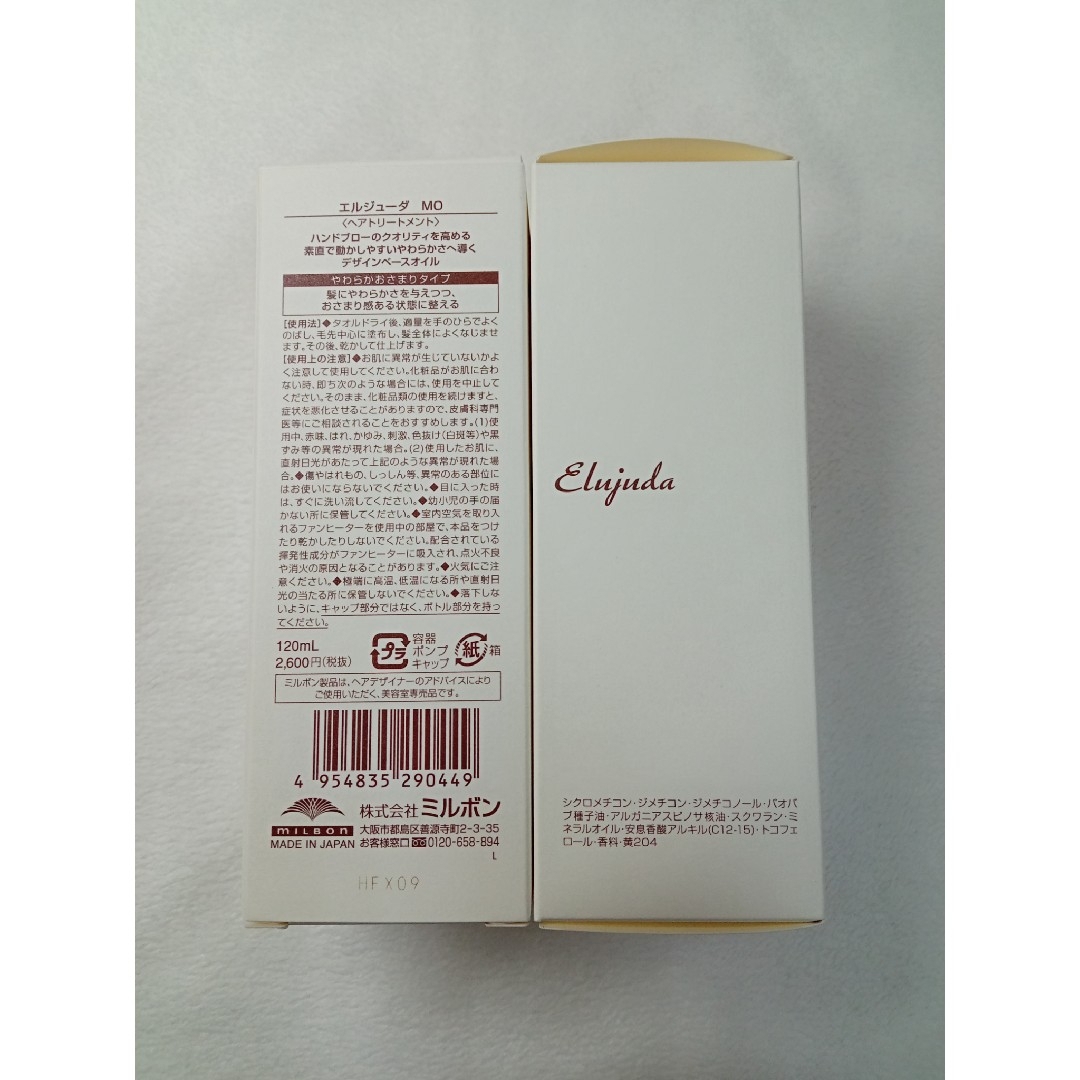 エルジューダ MO
〈ヘアトリートメント〉
ハンドブローのクオリティを高める
素直で動かしやすいやわらかさへ導く
デザインベースオイル
やわらかおさまりタイプ
髪にやわらかさを与えつつ、
おさまり感ある状態に整える
[使用法]◆タオルドライ後、適量を手のひらでよく
のばし、毛先中心に塗布し、髪全体によくなじませ
ます。その後、乾かして仕上げます。
[使用上の注意]◆お肌に異常が生じていないかよ
く注意して使用してください。化粧品がお肌に合わ
ない時、即ち次のような場合には、使用を中止して
ください。そのまま、化粧品類の使用を続けますと、
症状を悪化させることがありますので、皮膚科専門
医等にご相談されることをおすすめします。(1)使
用中、赤味、はれ、かゆみ、刺激、色抜け(白斑等)や黒
ずみ等の異常が現れた場合。(2)使用したお肌に、
直射日光があたって上記のような異常が現れた場
合。◆傷やはれもの、しっしん等、異常のある部位に
はお使いにならないでください。◆目に入った時
は、すぐに洗い流してください。◆幼小児の手の届
かない所に保管してください。◆室内空気を取り入
れるファンヒーターを使用中の部屋で、本品をつけ
たり乾かしたりしないでください。配合されている
揮発性成分がファンヒーターに吸入され、点火不良
や消火の原因となることがあります。◆火気にご注
意ください。◆極端に高温、低温になる所や直射日
光の当たる所に保管しないでください。◆落下しな
いように、キャップ部分ではなく、ボトル部分を持っ
てください。
120mL
2,600円(税抜)
プラ
容器
ポンプ
キャップ
紙
箱
ミルボン製品は、ヘアデザイナーのアドバイスにより
ご使用いただく、美容室専売品です。
4 954835 290449
milbon
株式会社ミルボン
大阪市都島区善源寺町2-3-35
MADE IN JAPAN お客様窓口 0120-658-894
L
HFX09
Elujuda
シクロメチコン・ジメチコン・ジメチコノール・バオバ
ブ種子油・アルガニアスピノサ核油・スクワラン・ミ
ネラルオイル・安息香酸アルキル(C12-15)・トコフェ
ロール・香料・黄204